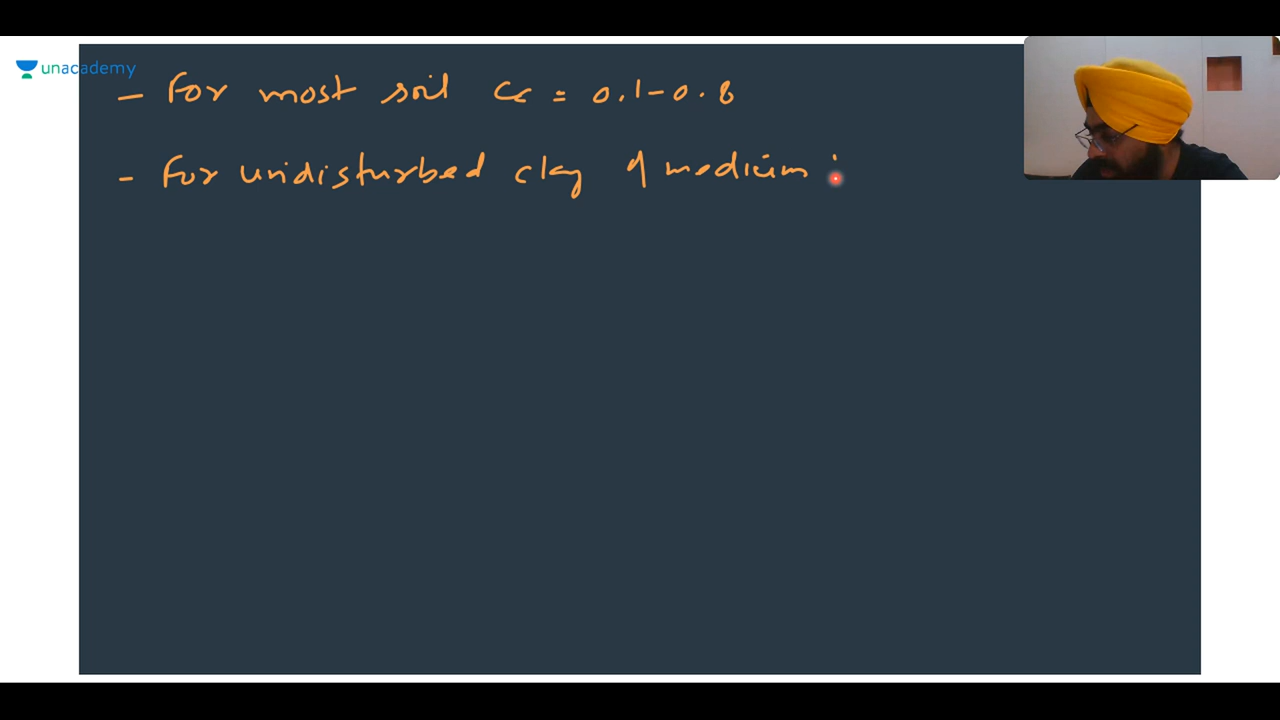 unacademy
- For most soil Cc = 0.1-0.8
- For undisturbed clay of medium